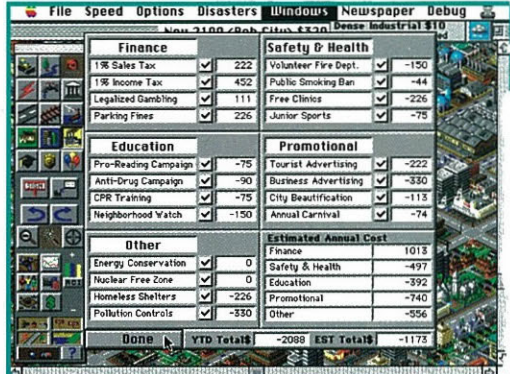 File Speed Options Disasters Windows Newspaper Debug
Dense Industrial $10
Finance
1% Sales Tax 222
1% Income Tax 452
Legalized Gambling 111
Parking Fines 226
Safety & Health
Volunteer Fire Dept. -150
Public Smoking Ban -44
Free Clinics -226
Junior Sports -75
Education
Pro-Reading Campaign -75
Anti-Drug Campaign -90
CPR Training -75
Neighborhood Watch -150
Promotional
Tourist Advertising -222
Business Advertising -330
City Beautification -113
Annual Carnival -74
Other
Energy Conservation 0
Nuclear Free Zone 0
Homeless Shelters -226
Pollution Controls -330
Estimated Annual Cost
Finance 1013
Safety & Health -497
Education -392
Promotional -740
Other -556
Done YTD Total$ -2088 EST Total$ -1173
SIGN
?